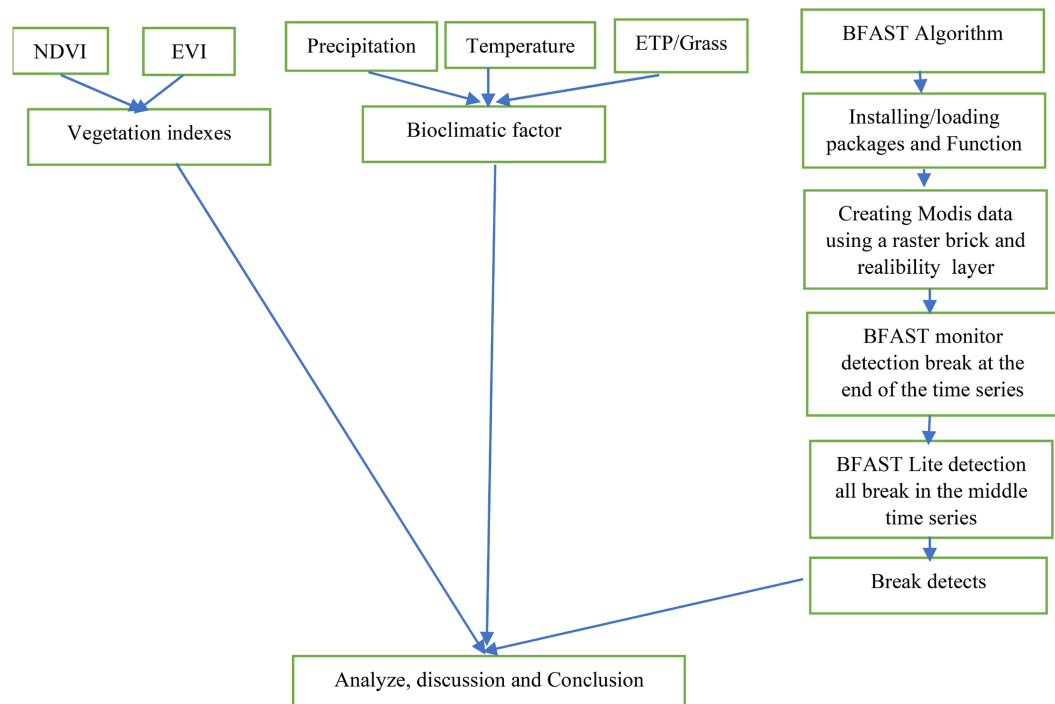 NDVI
EVI
Vegetation indexes
Precipitation
Temperature
ETP/Grass
Bioclimatic factor
BFAST Algorithm
Installing/loading
packages and Function
Creating Modis data
using a raster brick and
realibility layer
BFAST monitor
detection break at the
end of the time series
BFAST Lite detection
all break in the middle
time series
Break detects
Analyze, discussion and Conclusion